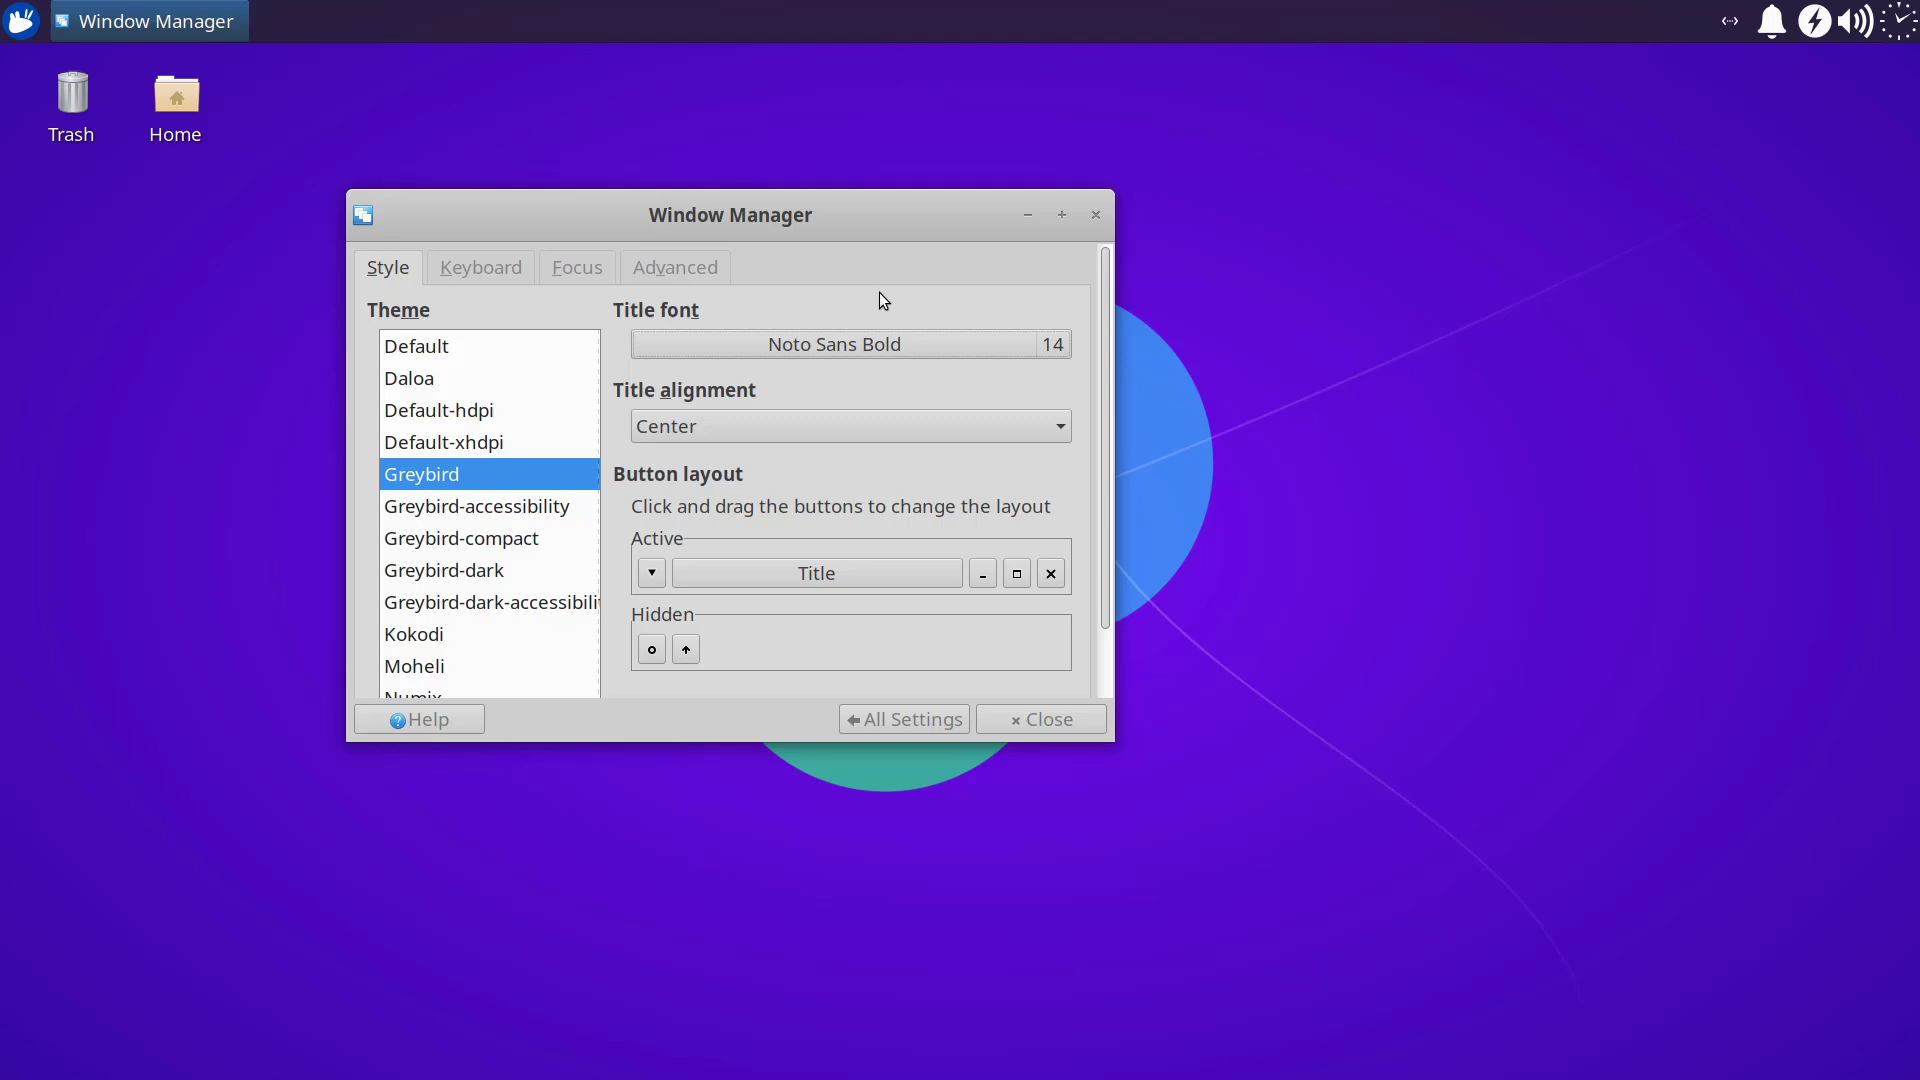 Window Manager
Trash
Home
Window Manager
Style
Keyboard
Focus
Advanced
Theme
Default
Daloa
Default-hdpi
Default-xhdpi
Greybird
Greybird-accessibility
Greybird-compact
Greybird-dark
Greybird-dark-accessibilit
Kokodi
Moheli
Numix
Title font
Noto Sans Bold 14
Title alignment
Center
Button layout
Click and drag the buttons to change the layout
Active
Title
Hidden
Help
All Settings
Close